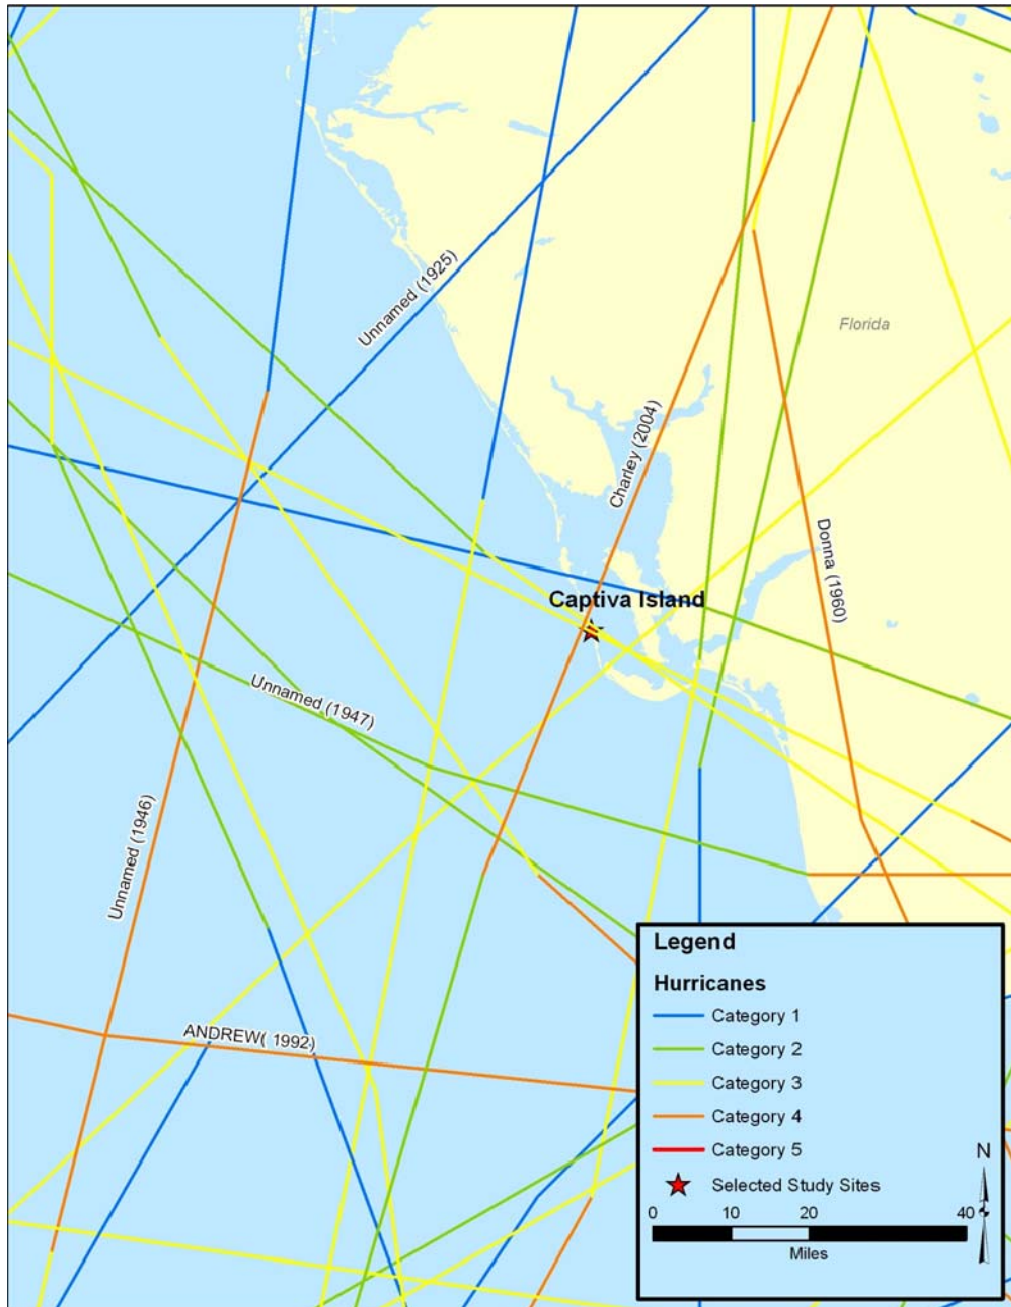 Unnamed (1925)
Florida
Charley (2004)
Donna (1960)
Captiva Island
Unnamed (1947)
Unnamed (1946)
ANDREW( 1992)
Legend
Hurricanes
Category 1
Category 2
Category 3
Category 4
Category 5
Selected Study Sites
N
0 10 20 40
Miles